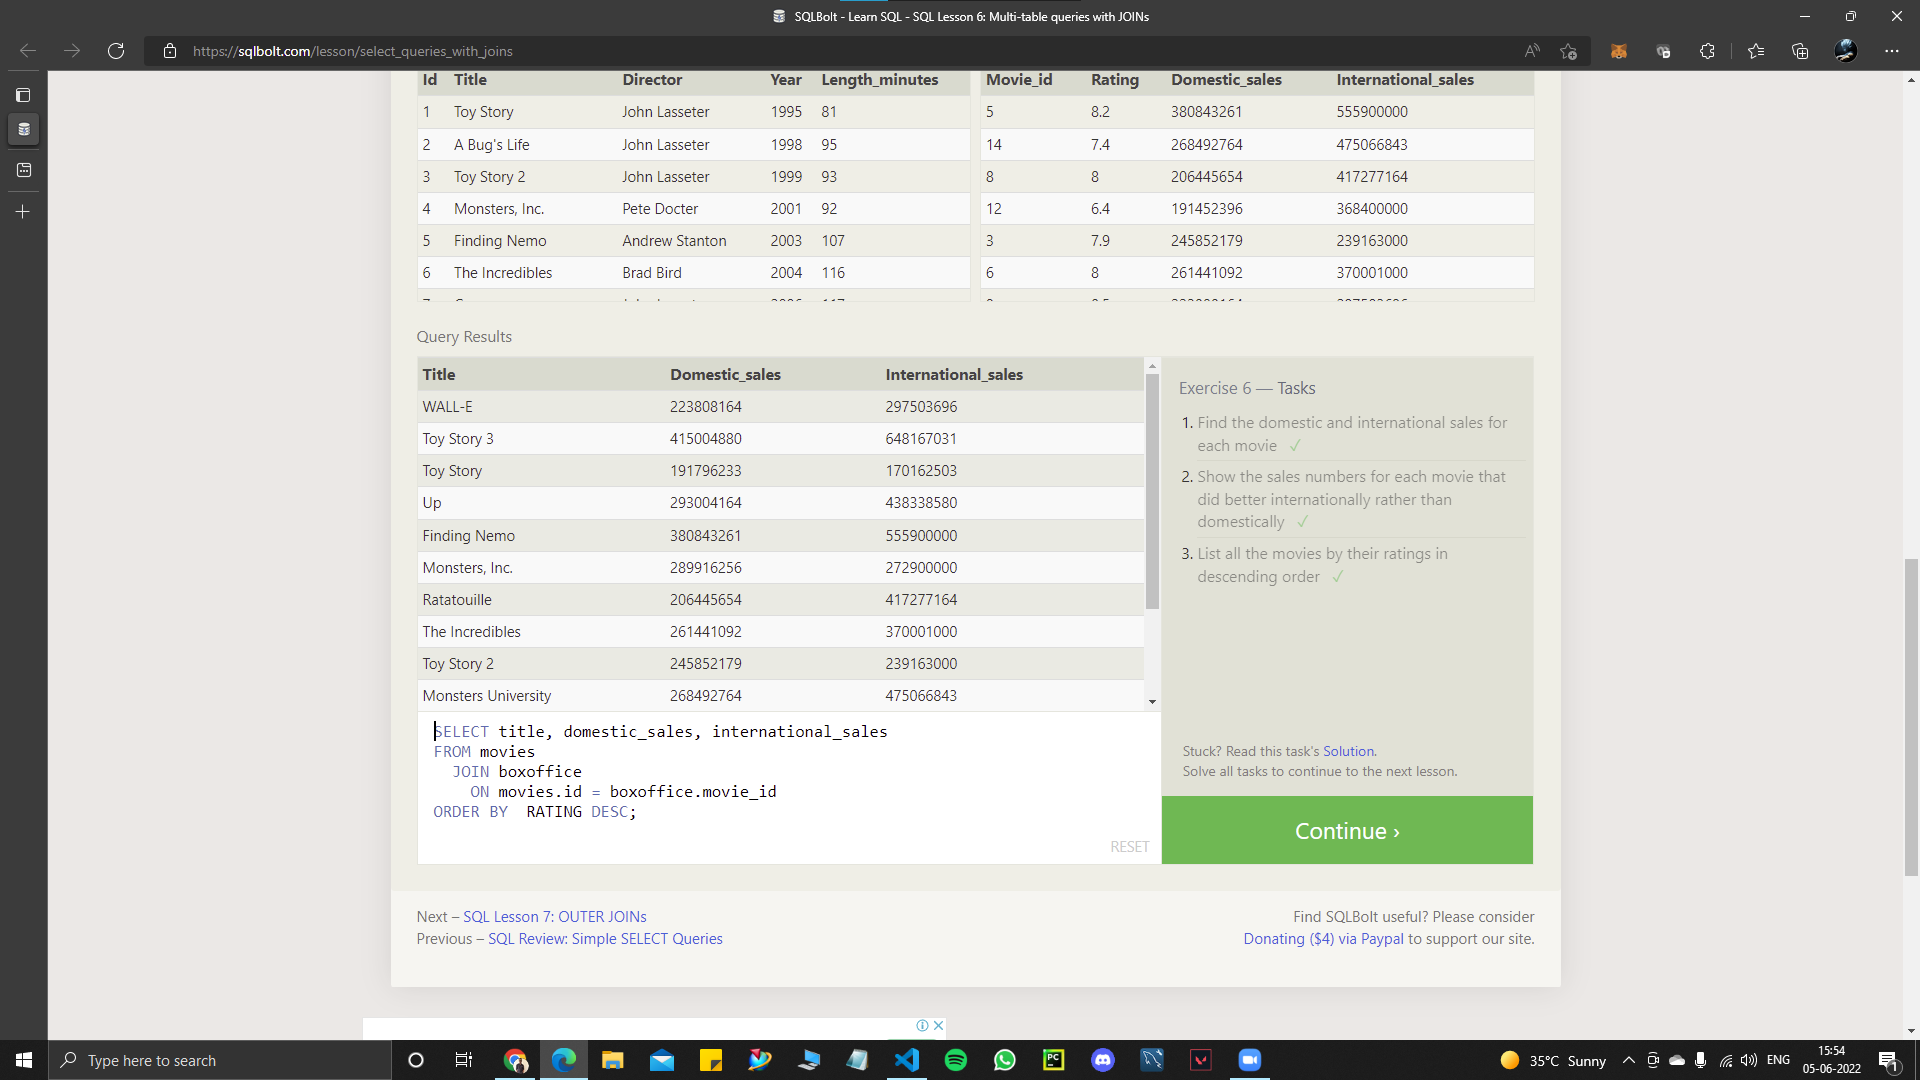 SQLBolt - Learn SQL - SQL Lesson 6: Multi-table queries with JOINs
https://sqlbolt.com/lesson/select_queries_with_joins
Id Title Director Year Length_minutes
1 Toy Story John Lasseter 1995 81
2 A Bug's Life John Lasseter 1998 95
3 Toy Story 2 John Lasseter 1999 93
4 Monsters, Inc. Pete Docter 2001 92
5 Finding Nemo Andrew Stanton 2003 107
6 The Incredibles Brad Bird 2004 116
Movie_id Rating Domestic_sales International_sales
5 8.2 380843261 555900000
14 7.4 268492764 475066843
8 8 206445654 417277164
12 6.4 191452396 368400000
3 7.9 245852179 239163000
6 8 261441092 370001000
Query Results
Title Domestic_sales International_sales
WALL-E 223808164 297503696
Toy Story 3 415004880 648167031
Toy Story 191796233 170162503
Up 293004164 438338580
Finding Nemo 380843261 555900000
Monsters, Inc. 289916256 272900000
Ratatouille 206445654 417277164
The Incredibles 261441092 370001000
Toy Story 2 245852179 239163000
Monsters University 268492764 475066843
SELECT title, domestic_sales, international_sales
FROM movies
JOIN boxoffice
ON movies.id = boxoffice.movie_id
ORDER BY  RATING DESC;
RESET
Exercise 6 — Tasks
1. Find the domestic and international sales for
each movie ✓
2. Show the sales numbers for each movie that
did better internationally rather than
domestically ✓
3. List all the movies by their ratings in
descending order ✓
Stuck? Read this task's Solution.
Solve all tasks to continue to the next lesson.
Continue ›
Next – SQL Lesson 7: OUTER JOINs
Previous – SQL Review: Simple SELECT Queries
Find SQLBolt useful? Please consider
Donating ($4) via Paypal to support our site.
Type here to search
35°C Sunny
ENG
15:54
05-06-2022
1